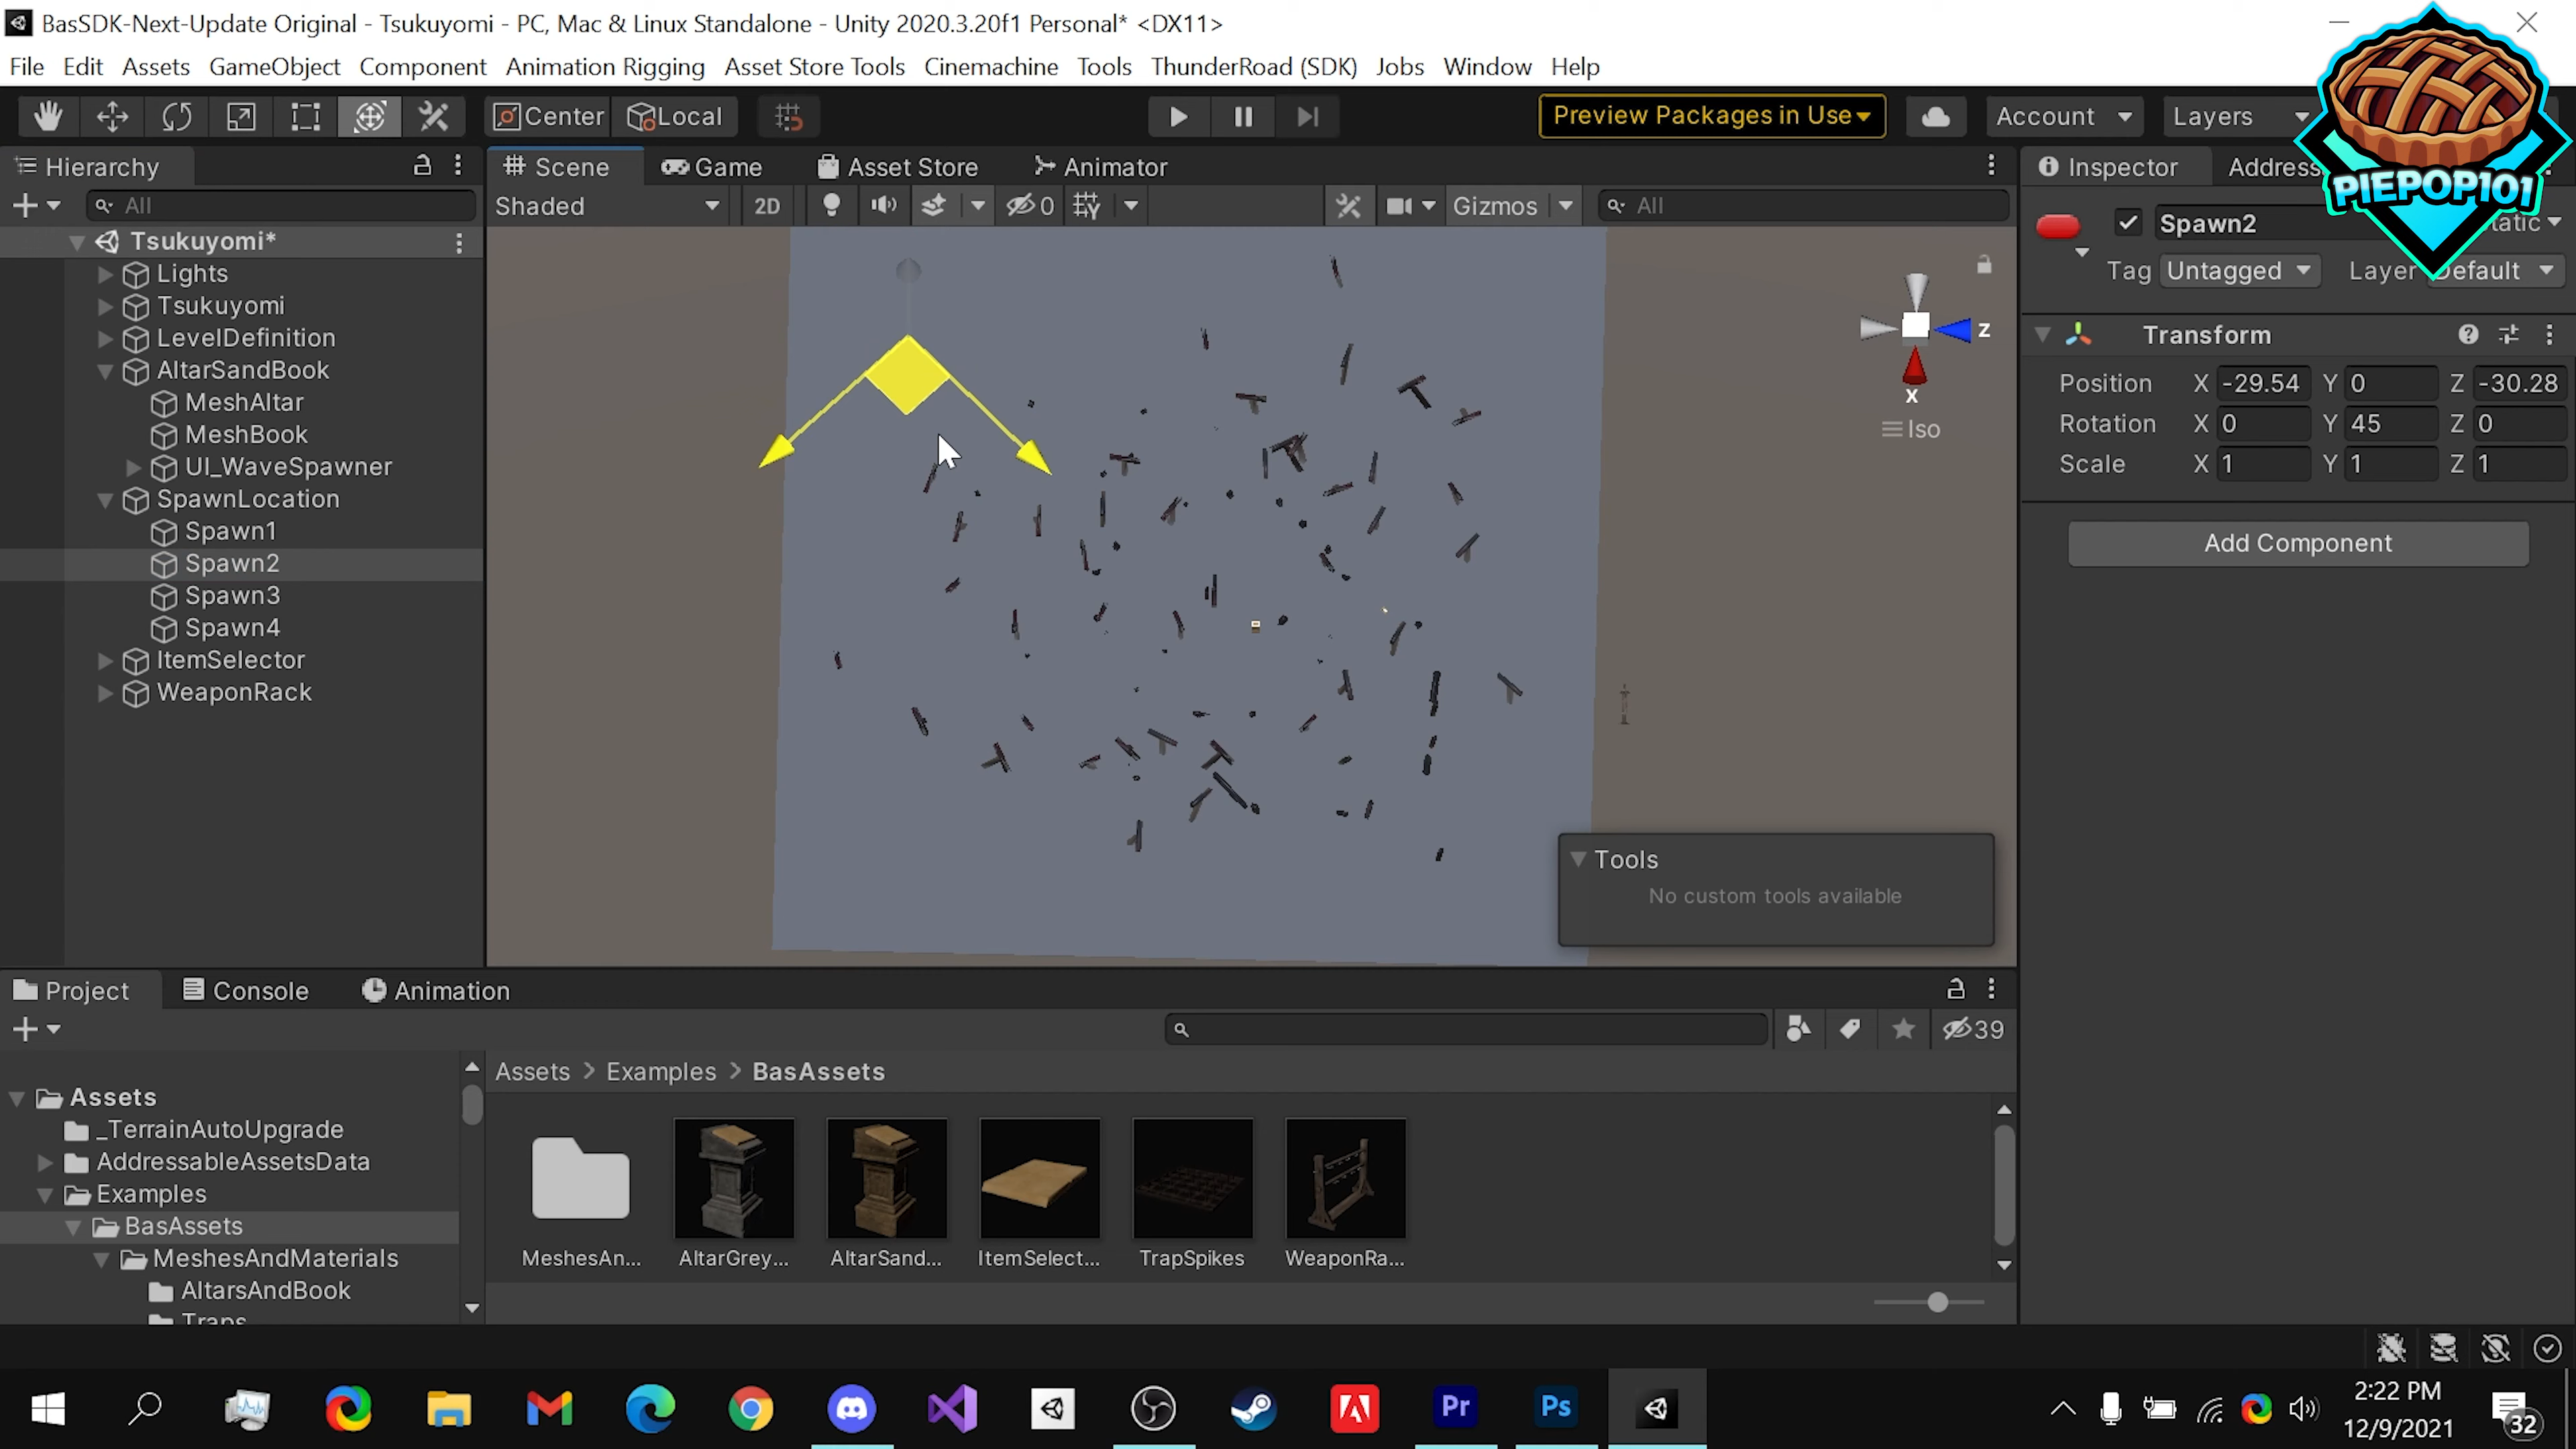 BasSDK-Next-Update Original - Tsukuyomi - PC, Mac & Linux Standalone - Unity 2020.3.20f1 Personal* <DX11>
File Edit Assets GameObject Component Animation Rigging Asset Store Tools Cinemachine Tools ThunderRoad (SDK) Jobs Window Help
Center Local Preview Packages in Use Account Layers
PIEPOP101
Hierarchy
All
Tsukuyomi*
Lights
Tsukuyomi
LevelDefinition
AltarSandBook
MeshAltar
MeshBook
UI_WaveSpawner
SpawnLocation
Spawn1
Spawn2
Spawn3
Spawn4
ItemSelector
WeaponRack
Scene Game Asset Store Animator
Shaded 2D 0 Gizmos All
z
x
Iso
Tools
No custom tools available
Inspector Address
Spawn2 tatic
Tag Untagged Layer Default
Transform
Position X -29.54 Y 0 Z -30.28
Rotation X 0 Y 45 Z 0
Scale X 1 Y 1 Z 1
Add Component
Project Console Animation
39
Assets
_TerrainAutoUpgrade
AddressableAssetsData
Examples
BasAssets
MeshesAndMaterials
AltarsAndBook
Traps
Assets > Examples > BasAssets
MeshesAn... AltarGrey... AltarSand... ItemSelect... TrapSpikes WeaponRa...
Pr Ps
2:22 PM
12/9/2021
32